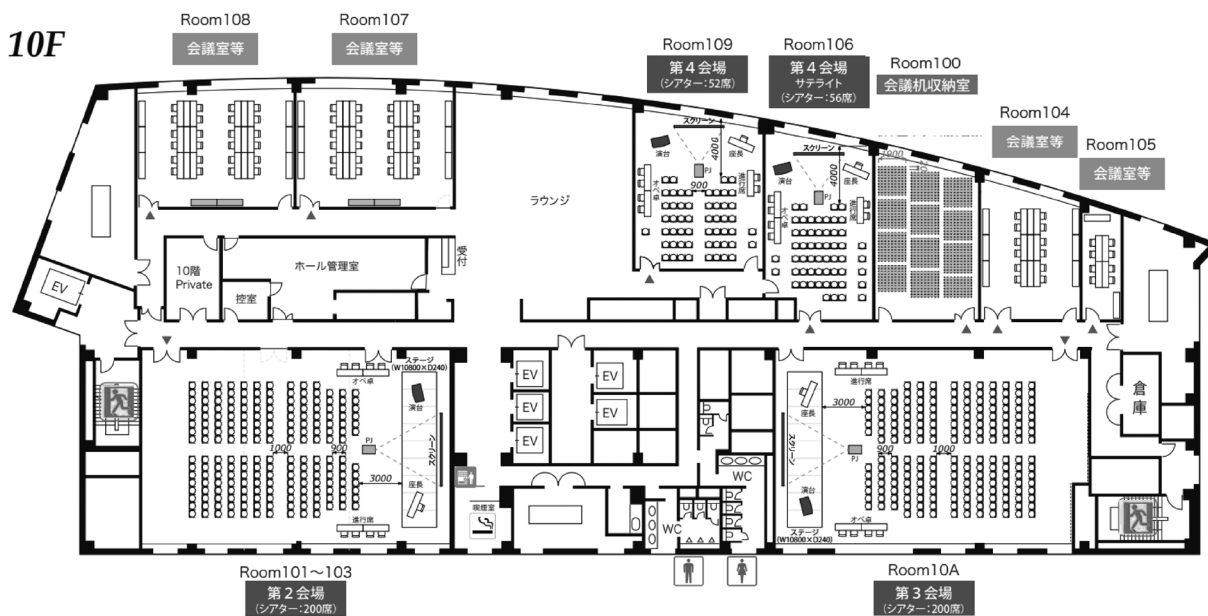 10F
Room108
会議室等
Room107
会議室等
Room109
第4会場
(シアター:52席)
Room106
第4会場
サテライト
(シアター:56席)
Room100
会議机収納室
Room104
会議室等
Room105
会議室等
スクリーン
演台
座長
4000
PJ
900
オペ卓
進行席
スクリーン
演台
座長
4000
PJ
オペ卓
進行席
1900
ラウンジ
受付
10階
Private
ホール管理室
控室
EV
ステージ
(W10800×D240)
オペ卓
演台
PJ
スクリーン
1000
900
3000
座長
進行席
EV
EV
EV
EV
EV
喫煙室
WC
WC
進行席
座長
3000
スクリーン
PJ
900
1000
演台
オペ卓
ステージ
(W10800×D240)
倉庫
Room101～103
第2会場
(シアター:200席)
Room10A
第3会場
(シアター:200席)